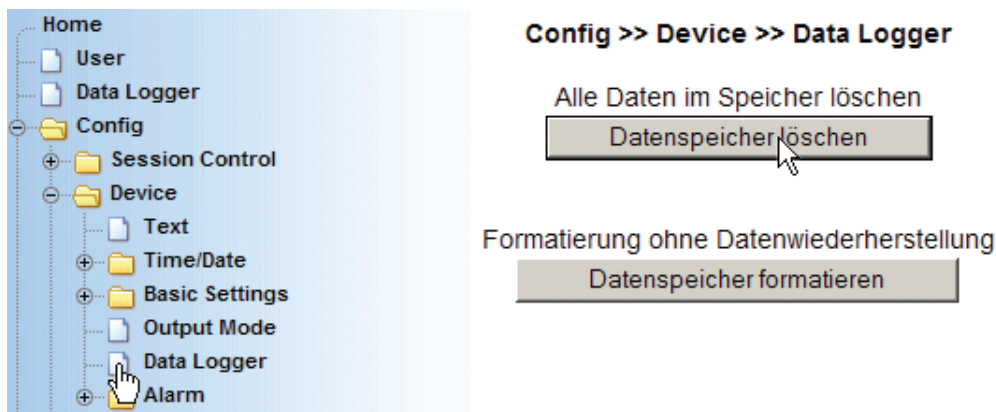 Home
User
Data Logger
Config
Session Control
Device
Text
Time/Date
Basic Settings
Output Mode
Data Logger
Alarm
Config >> Device >> Data Logger
Alle Daten im Speicher löschen
Datenspeicher löschen
Formatierung ohne Datenwiederherstellung
Datenspeicher formatieren